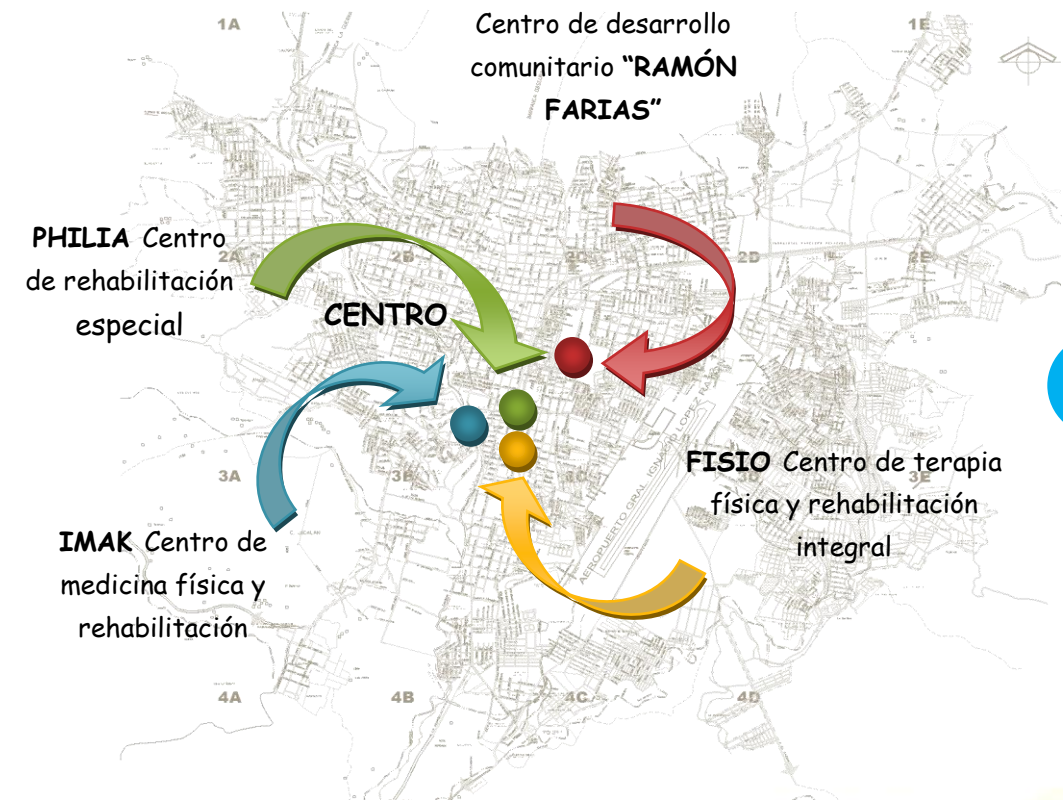 1A
1E
Centro de desarrollo
comunitario “RAMÓN
FARIAS”
PHILIA Centro
de rehabilitación
especial
2A
2B
2C
2D
2E
CENTRO
3A
3B
3C
3D
3E
FISIO Centro de terapia
física y rehabilitación
integral
AEROPUERTO GRAL. IGNACIO LOPEZ R
IMAK Centro de
medicina física y
rehabilitación
4A
4B
4C
4D